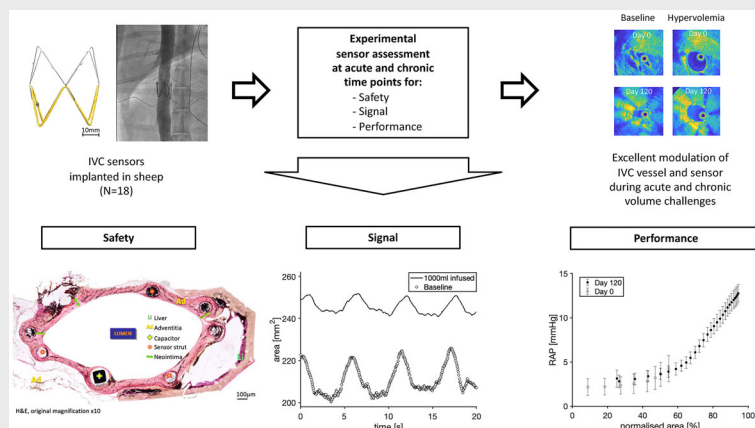 Experimental
sensor assessment
at acute and chronic
time points for:
- Safety
- Signal
- Performance
10mm
IVC sensors
implanted in sheep
(N=18)
Baseline
Hypervolemia
Day 0
Day 0
Day 120
Day 120
Excellent modulation of
IVC vessel and sensor
during acute and chronic
volume challenges
Safety
Ad
LUMEN
Li Liver
Ad Adventitia
Capacitor
Sensor strut
Neointima
Li
Ad
100µm
H&E, original magnification x10
Signal
1000ml infused
Baseline
260
240
220
200
area [mm²]
0
5
10
15
20
time [s]
Performance
Day 120
Day 0
15
10
5
0
RAP [mmHg]
0
20
40
60
80
100
normalised area [%]